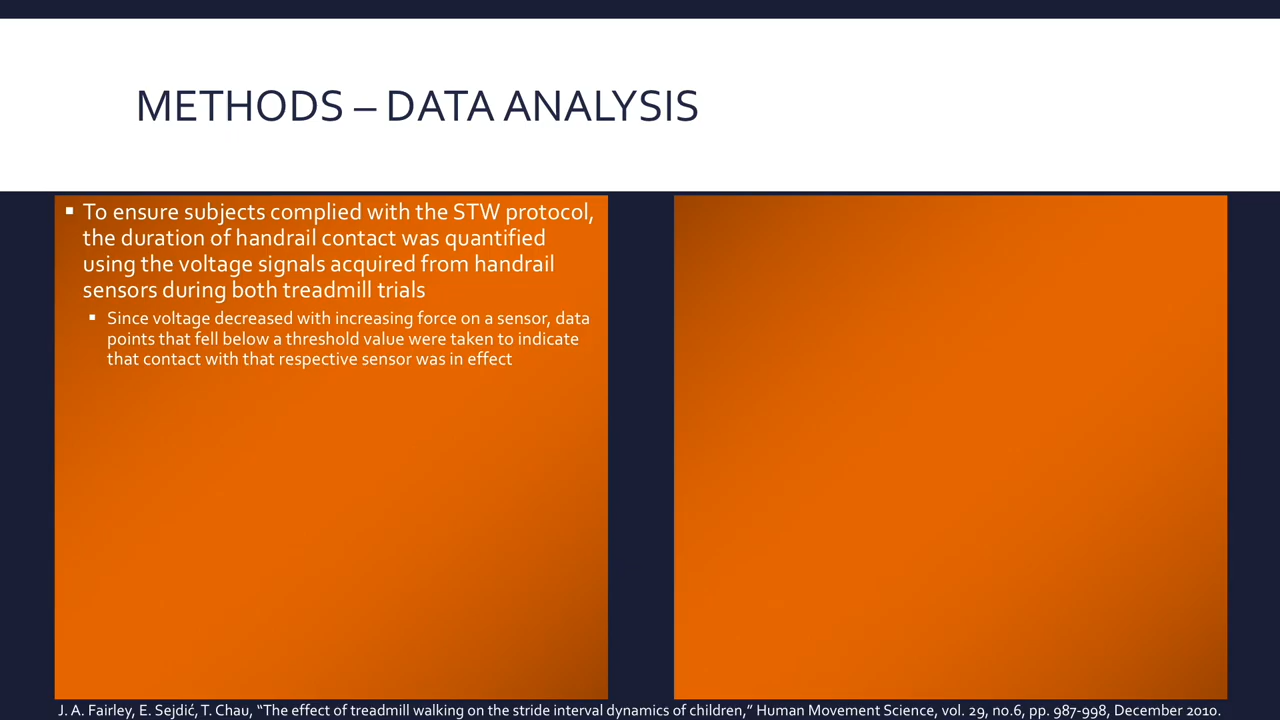 METHODS – DATA ANALYSIS
▪ To ensure subjects complied with the STW protocol,
the duration of handrail contact was quantified
using the voltage signals acquired from handrail
sensors during both treadmill trials
▪ Since voltage decreased with increasing force on a sensor, data
points that fell below a threshold value were taken to indicate
that contact with that respective sensor was in effect
J. A. Fairley, E. Sejdić, T. Chau, “The effect of treadmill walking on the stride interval dynamics of children,” Human Movement Science, vol. 29, no.6, pp. 987-998, December 2010.